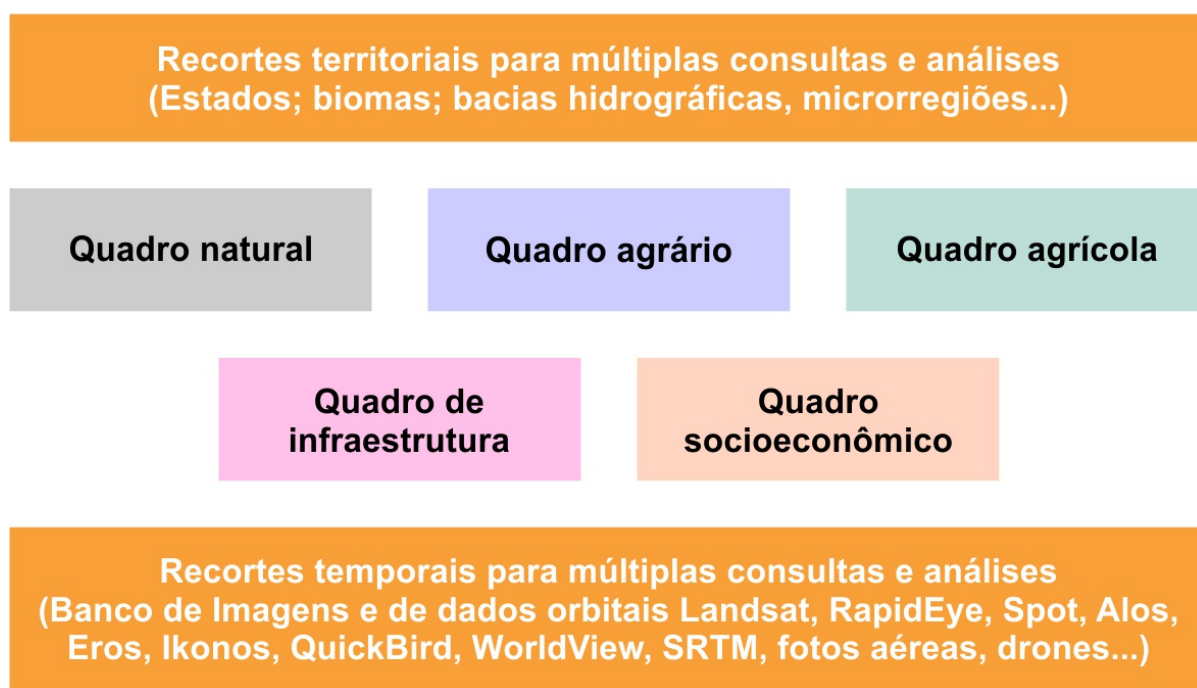 Recortes territoriais para múltiplas consultas e análises
(Estados; biomas; bacias hidrográficas, microrregiões...)
Quadro natural
Quadro agrário
Quadro agrícola
Quadro de
infraestrutura
Quadro
socioeconômico
Recortes temporais para múltiplas consultas e análises
(Banco de Imagens e de dados orbitais Landsat, RapidEye, Spot, Alos,
Eros, Ikonos, QuickBird, WorldView, SRTM, fotos aéreas, drones...)